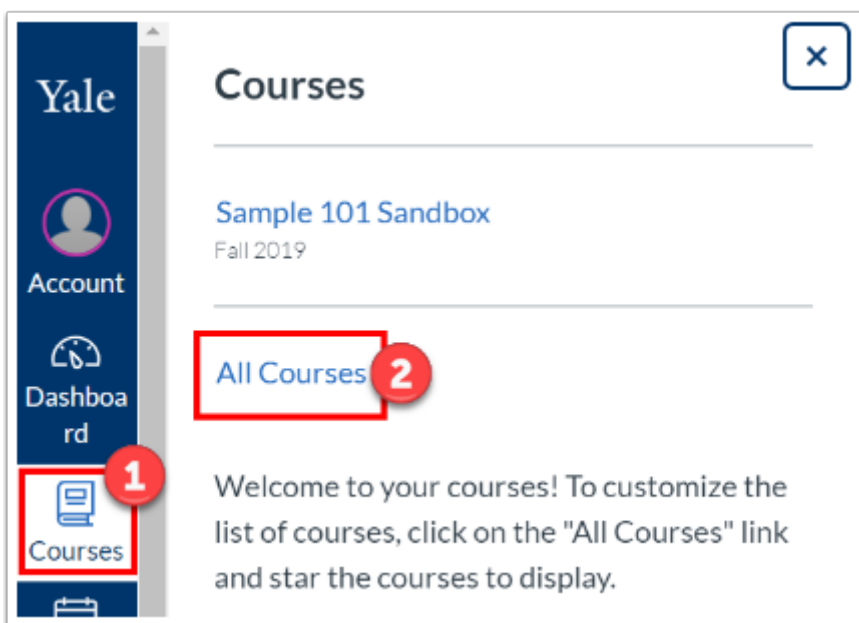 Yale
Account
Dashboa
rd
1
Courses
Courses
Sample 101 Sandbox
Fall 2019
All Courses
2
Welcome to your courses! To customize the
list of courses, click on the "All Courses" link
and star the courses to display.